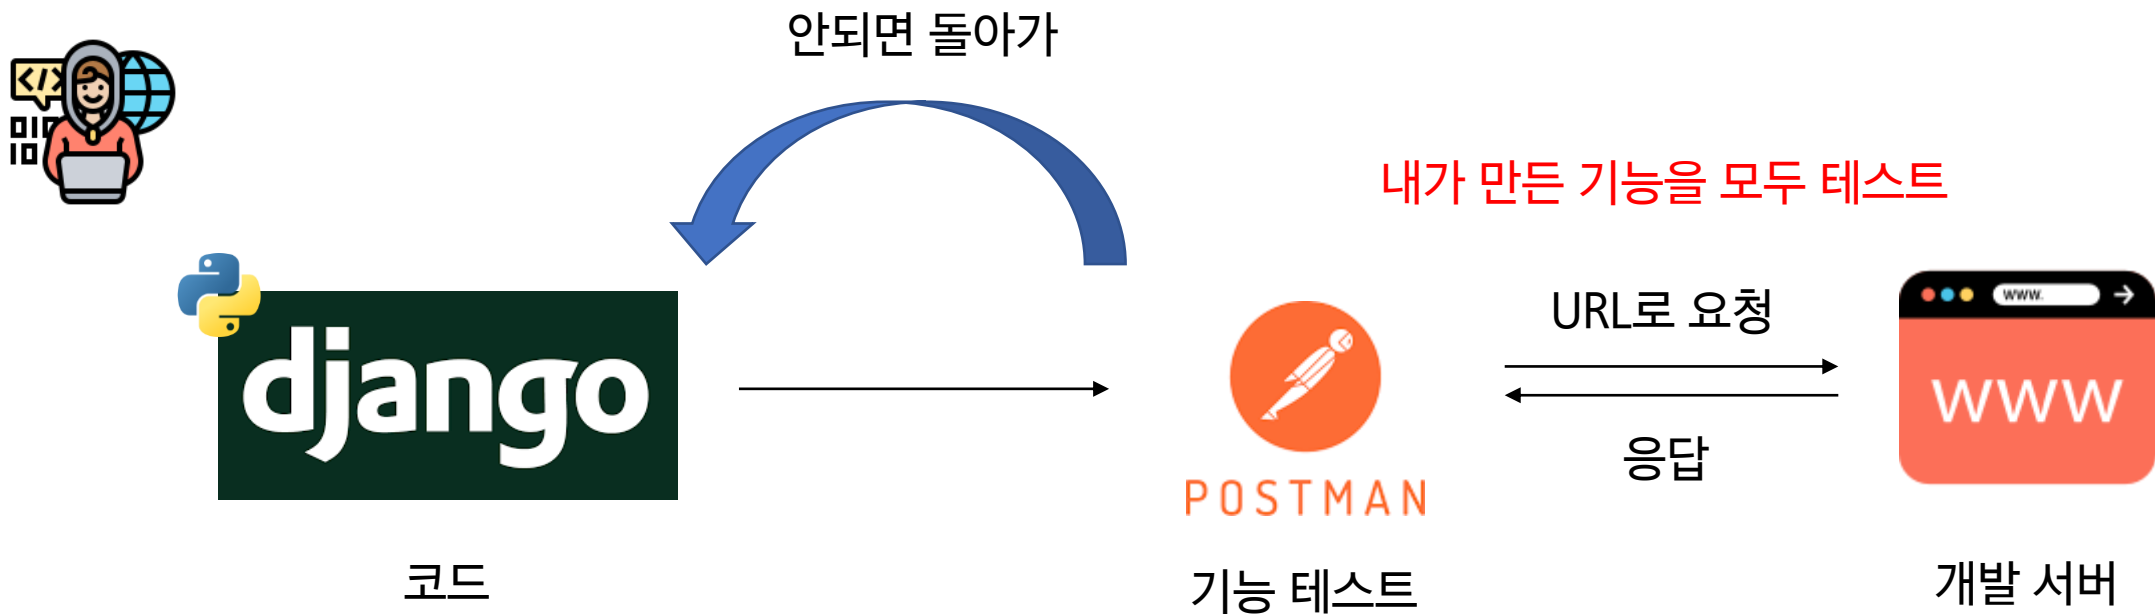 안되면 돌아가
</>
내가 만든 기능을 모두 테스트
django
www.
www
URL로 요청
응답
POSTMAN
코드
기능 테스트
개발 서버